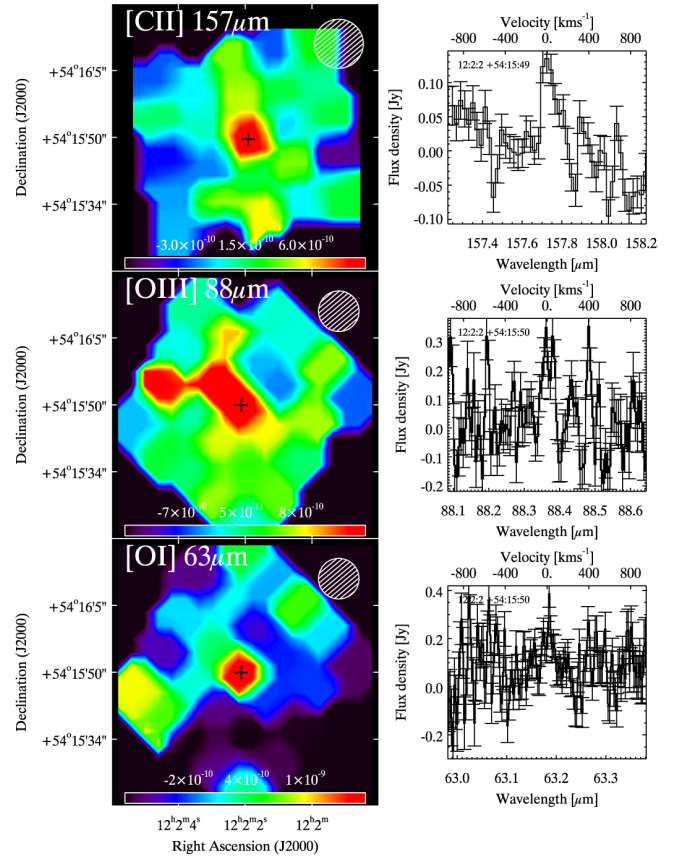 [CII] 157μm
Declination (J2000)
+54°16'5"
+54°15'50"
+54°15'34"
-3.0×10⁻¹⁰ 1.5×10⁻¹⁰ 6.0×10⁻¹⁰
Velocity [kms⁻¹]
-800 -400 0 400 800
12:2:2 +54:15:49
Flux density [Jy]
0.10
0.05
0.00
-0.05
-0.10
157.4 157.6 157.8 158.0 158.2
Wavelength [μm]
[OIII] 88μm
Declination (J2000)
+54°16'5"
+54°15'50"
+54°15'34"
-7×10⁻¹⁰ 5×10⁻¹¹ 8×10⁻¹⁰
Velocity [kms⁻¹]
-800 -400 0 400 800
12:2:2 +54:15:50
Flux density [Jy]
0.3
0.2
0.1
0.0
-0.1
-0.2
88.1 88.2 88.3 88.4 88.5 88.6
Wavelength [μm]
[OI] 63μm
Declination (J2000)
+54°16'5"
+54°15'50"
+54°15'34"
-2×10⁻¹⁰ 4×10⁻¹⁰ 1×10⁻⁹
12ʰ2ᵐ4ˢ 12ʰ2ᵐ2ˢ 12ʰ2ᵐ
Right Ascension (J2000)
Velocity [kms⁻¹]
-800 -400 0 400 800
12:2:2 +54:15:50
Flux density [Jy]
0.4
0.2
0.0
-0.2
63.0 63.1 63.2 63.3
Wavelength [μm]